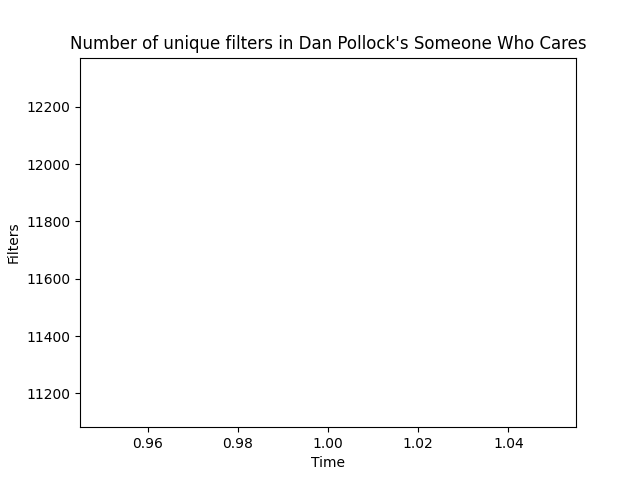 Number of unique filters in Dan Pollock's Someone Who Cares
12200
12000
11800
11600
11400
11200
Filters
0.96 0.98 1.00 1.02 1.04
Time